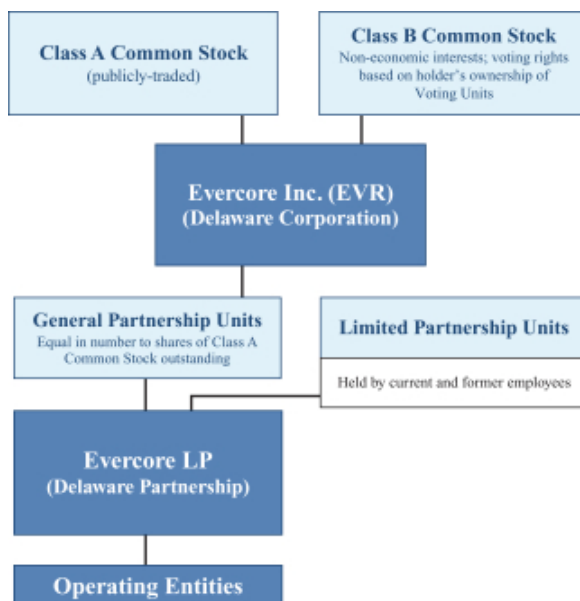 Class A Common Stock
(publicly-traded)
Class B Common Stock
Non-economic interests; voting rights
based on holder's ownership of
Voting Units
Evercore Inc. (EVR)
(Delaware Corporation)
General Partnership Units
Equal in number to shares of Class A
Common Stock outstanding
Limited Partnership Units
Held by current and former employees
Evercore LP
(Delaware Partnership)
Operating Entities